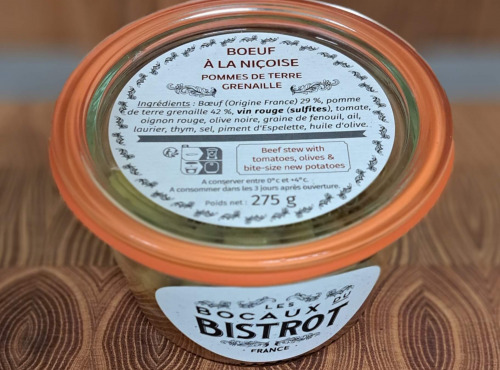 BOEUF
À LA NIÇOISE
POMMES DE TERRE
GRENAILLE
Ingrédients : Bœuf (Origine France) 29 %, pomme
de terre grenaille 42 %, vin rouge (sulfites), tomate,
oignon rouge, olive noire, graine de fenouil, ail,
laurier, thym, sel, piment d'Espelette, huile d'olive.
Beef stew with
tomatoes, olives &
bite-size new potatoes
A conserver entre 0°c et +4°c.
A consommer dans les 3 jours après ouverture.
Poids net : 275 g
LES
BOCAUX DU
BISTROT
FRANCE